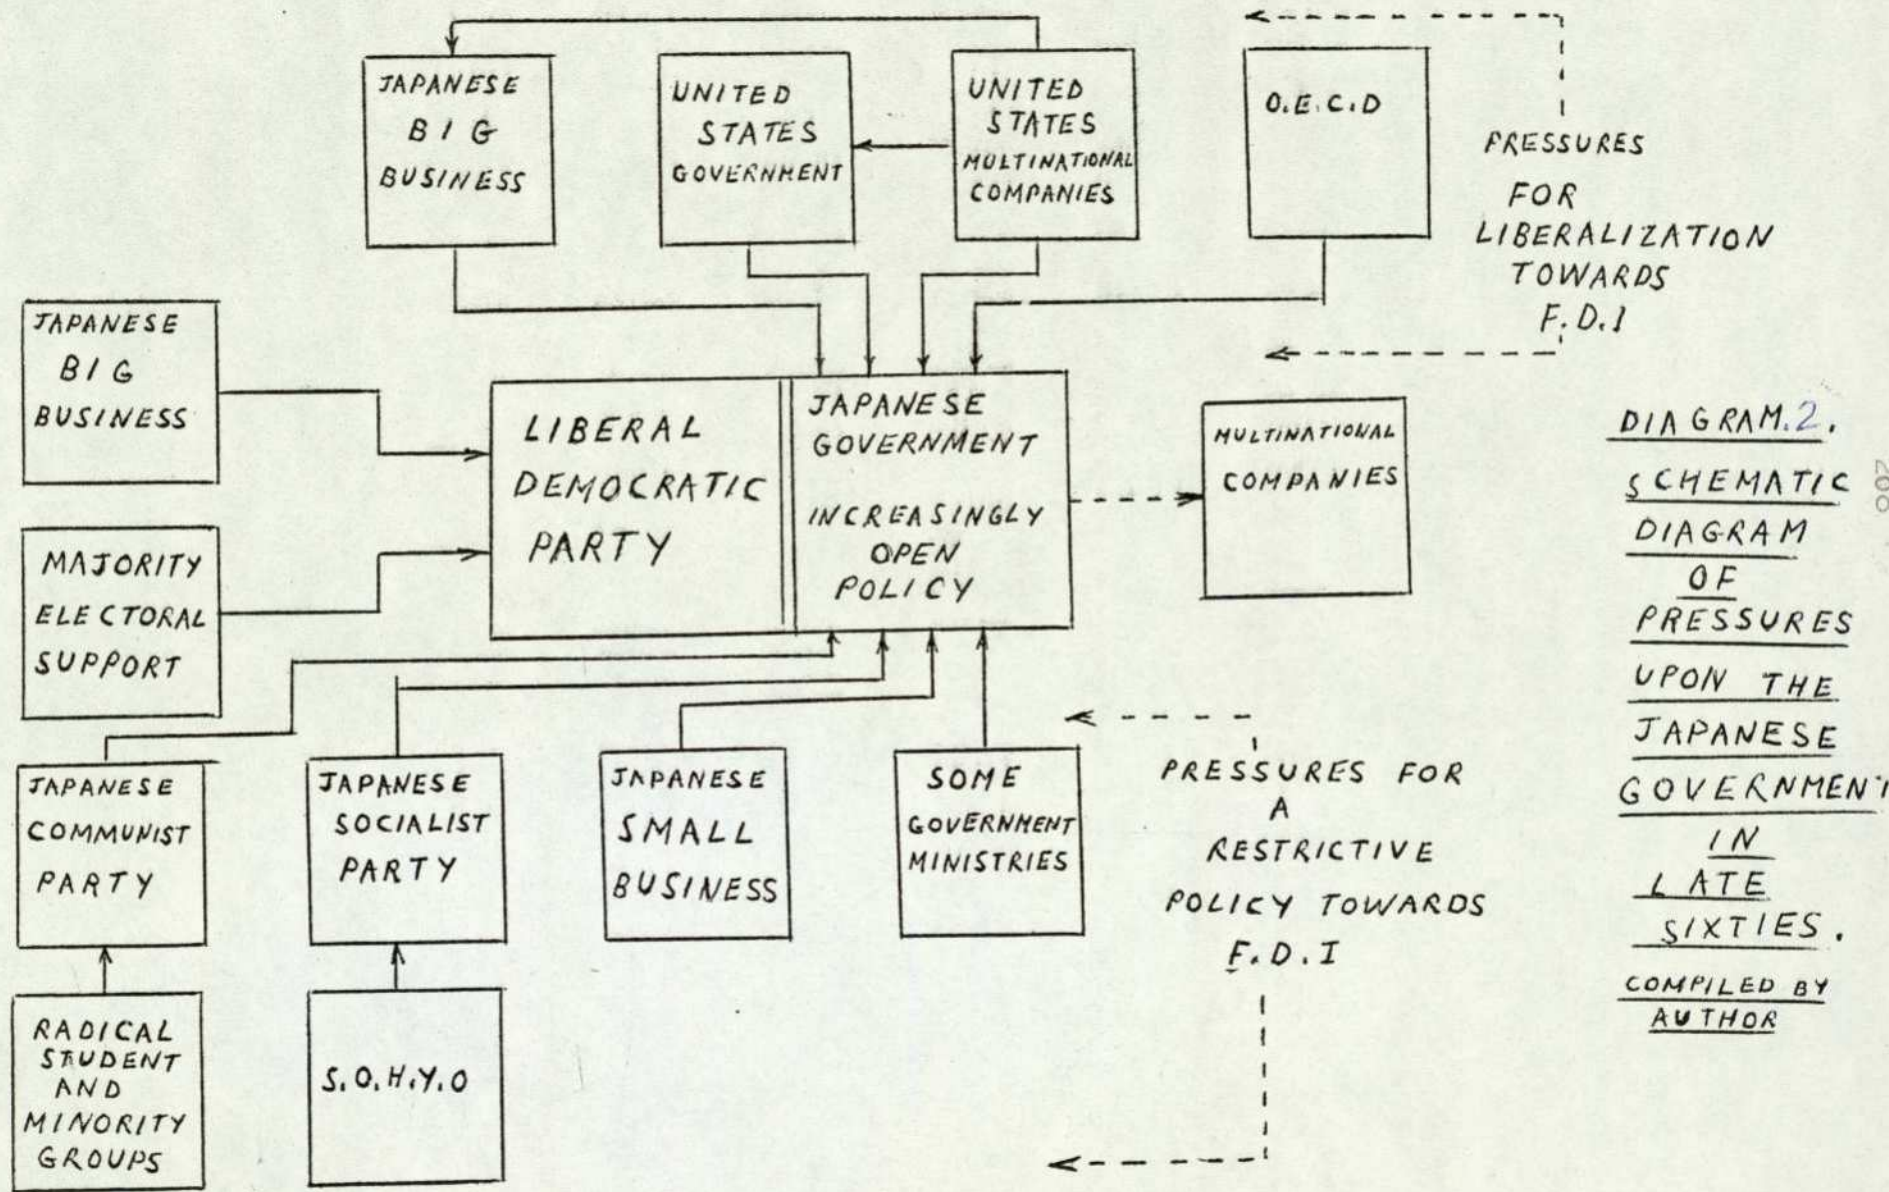 JAPANESE
BIG
BUSINESS
UNITED
STATES
GOVERNMENT
UNITED
STATES
MULTINATIONAL
COMPANIES
O.E.C.D
PRESSURES
FOR
LIBERALIZATION
TOWARDS
F.D.I
JAPANESE
BIG
BUSINESS
MAJORITY
ELECTORAL
SUPPORT
LIBERAL
DEMOCRATIC
PARTY
JAPANESE
GOVERNMENT
INCREASINGLY
OPEN
POLICY
MULTINATIONAL
COMPANIES
JAPANESE
COMMUNIST
PARTY
JAPANESE
SOCIALIST
PARTY
JAPANESE
SMALL
BUSINESS
SOME
GOVERNMENT
MINISTRIES
PRESSURES FOR
A
RESTRICTIVE
POLICY TOWARDS
F.D.I
RADICAL
STUDENT
AND
MINORITY
GROUPS
S.O.H.Y.O
DIAGRAM.2.
SCHEMATIC
DIAGRAM
OF
PRESSURES
UPON THE
JAPANESE
GOVERNMENT
IN
LATE
SIXTIES.
COMPILED BY
AUTHOR
200